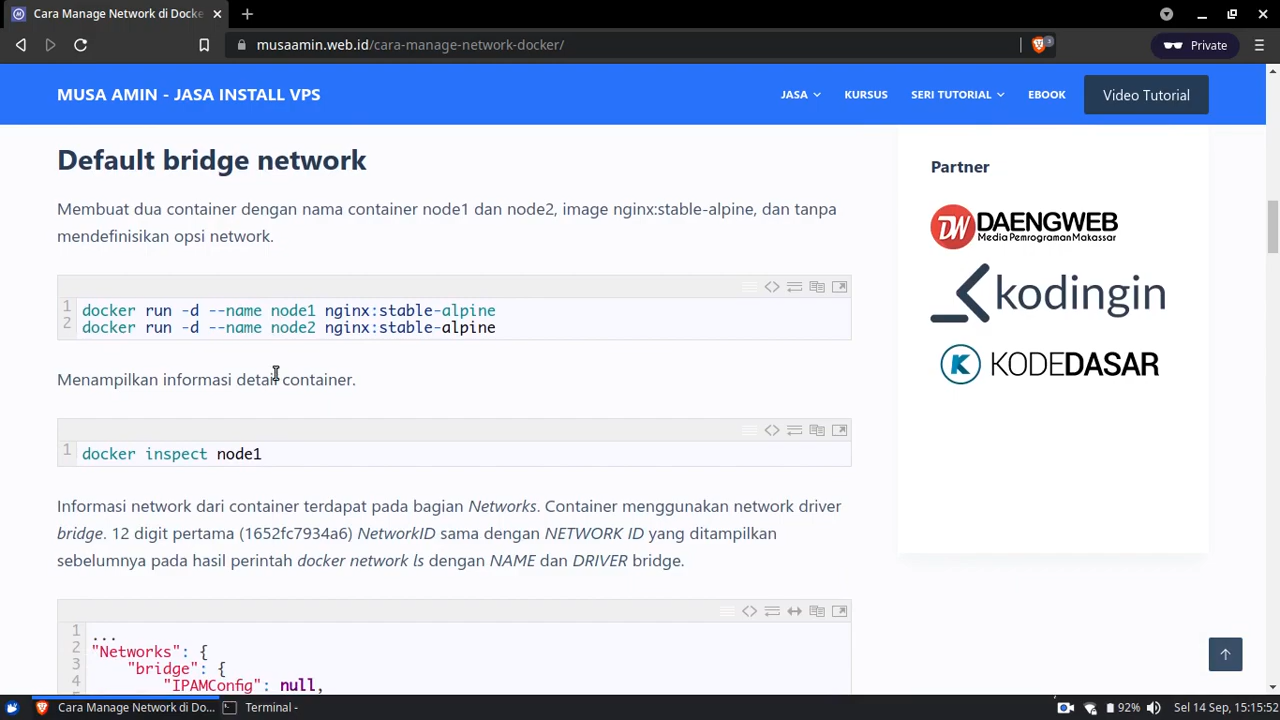 Cara Manage Network di Docke
musaamin.web.id/cara-manage-network-docker/
3
Private
MUSA AMIN - JASA INSTALL VPS
JASA
KURSUS
SERI TUTORIAL
EBOOK
Video Tutorial
Default bridge network
Membuat dua container dengan nama container node1 dan node2, image nginx:stable-alpine, dan tanpa
mendefinisikan opsi network.
1 docker run -d --name node1 nginx:stable-alpine
2 docker run -d --name node2 nginx:stable-alpine
Menampilkan informasi detail container.
1 docker inspect node1
Informasi network dari container terdapat pada bagian Networks. Container menggunakan network driver
bridge. 12 digit pertama (1652fc7934a6) NetworkID sama dengan NETWORK ID yang ditampilkan
sebelumnya pada hasil perintah docker network ls dengan NAME dan DRIVER bridge.
1 ...
2 "Networks": {
3 "bridge": {
4 "IPAMConfig": null,
Partner
DW DAENGWEB
Media Pemrograman Makassar
kodingin
K KODEDASAR
Cara Manage Network di Do...
Terminal -
92%
Sel 14 Sep, 15:15:52